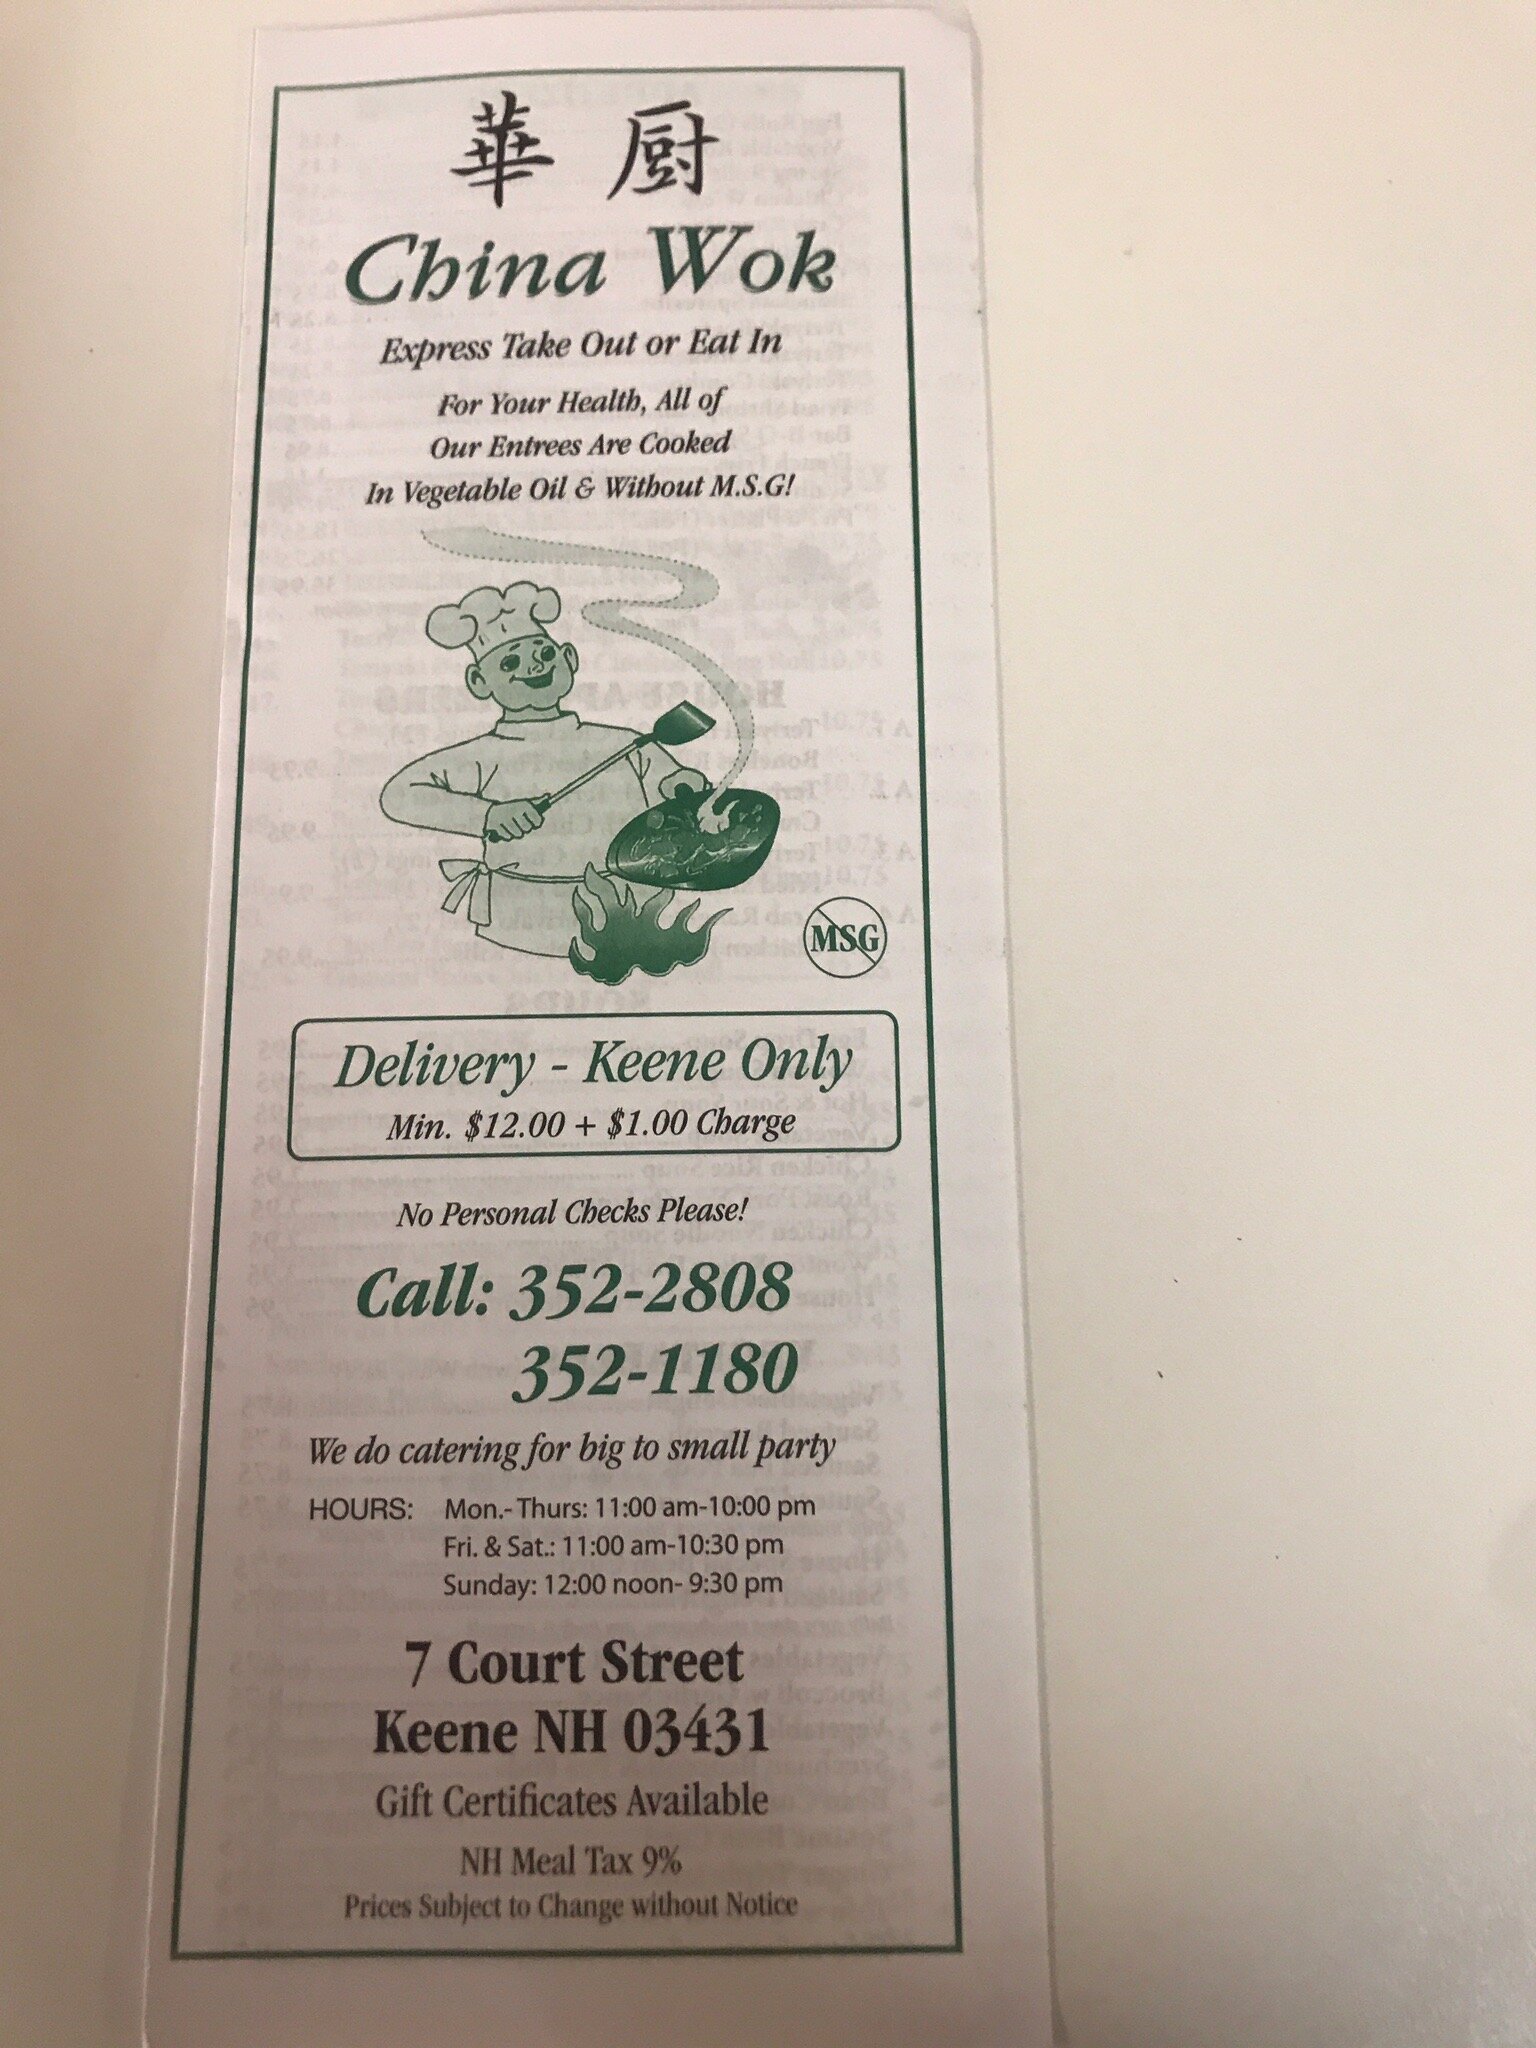 華 厨
China Wok
Express Take Out or Eat In
For Your Health, All of
Our Entrees Are Cooked
In Vegetable Oil & Without M.S.G!
MSG
Delivery - Keene Only
Min. $12.00 + $1.00 Charge
No Personal Checks Please!
Call: 352-2808
352-1180
We do catering for big to small party
HOURS: Mon.- Thurs: 11:00 am-10:00 pm
Fri. & Sat.: 11:00 am-10:30 pm
Sunday: 12:00 noon- 9:30 pm
7 Court Street
Keene NH 03431
Gift Certificates Available
NH Meal Tax 9%
Prices Subject to Change without Notice